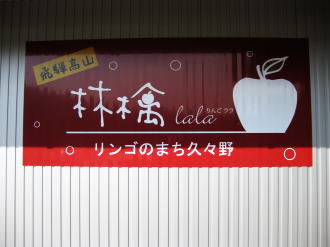 飛騨高山
林檎 lala
りんごララ
リンゴのまち久々野